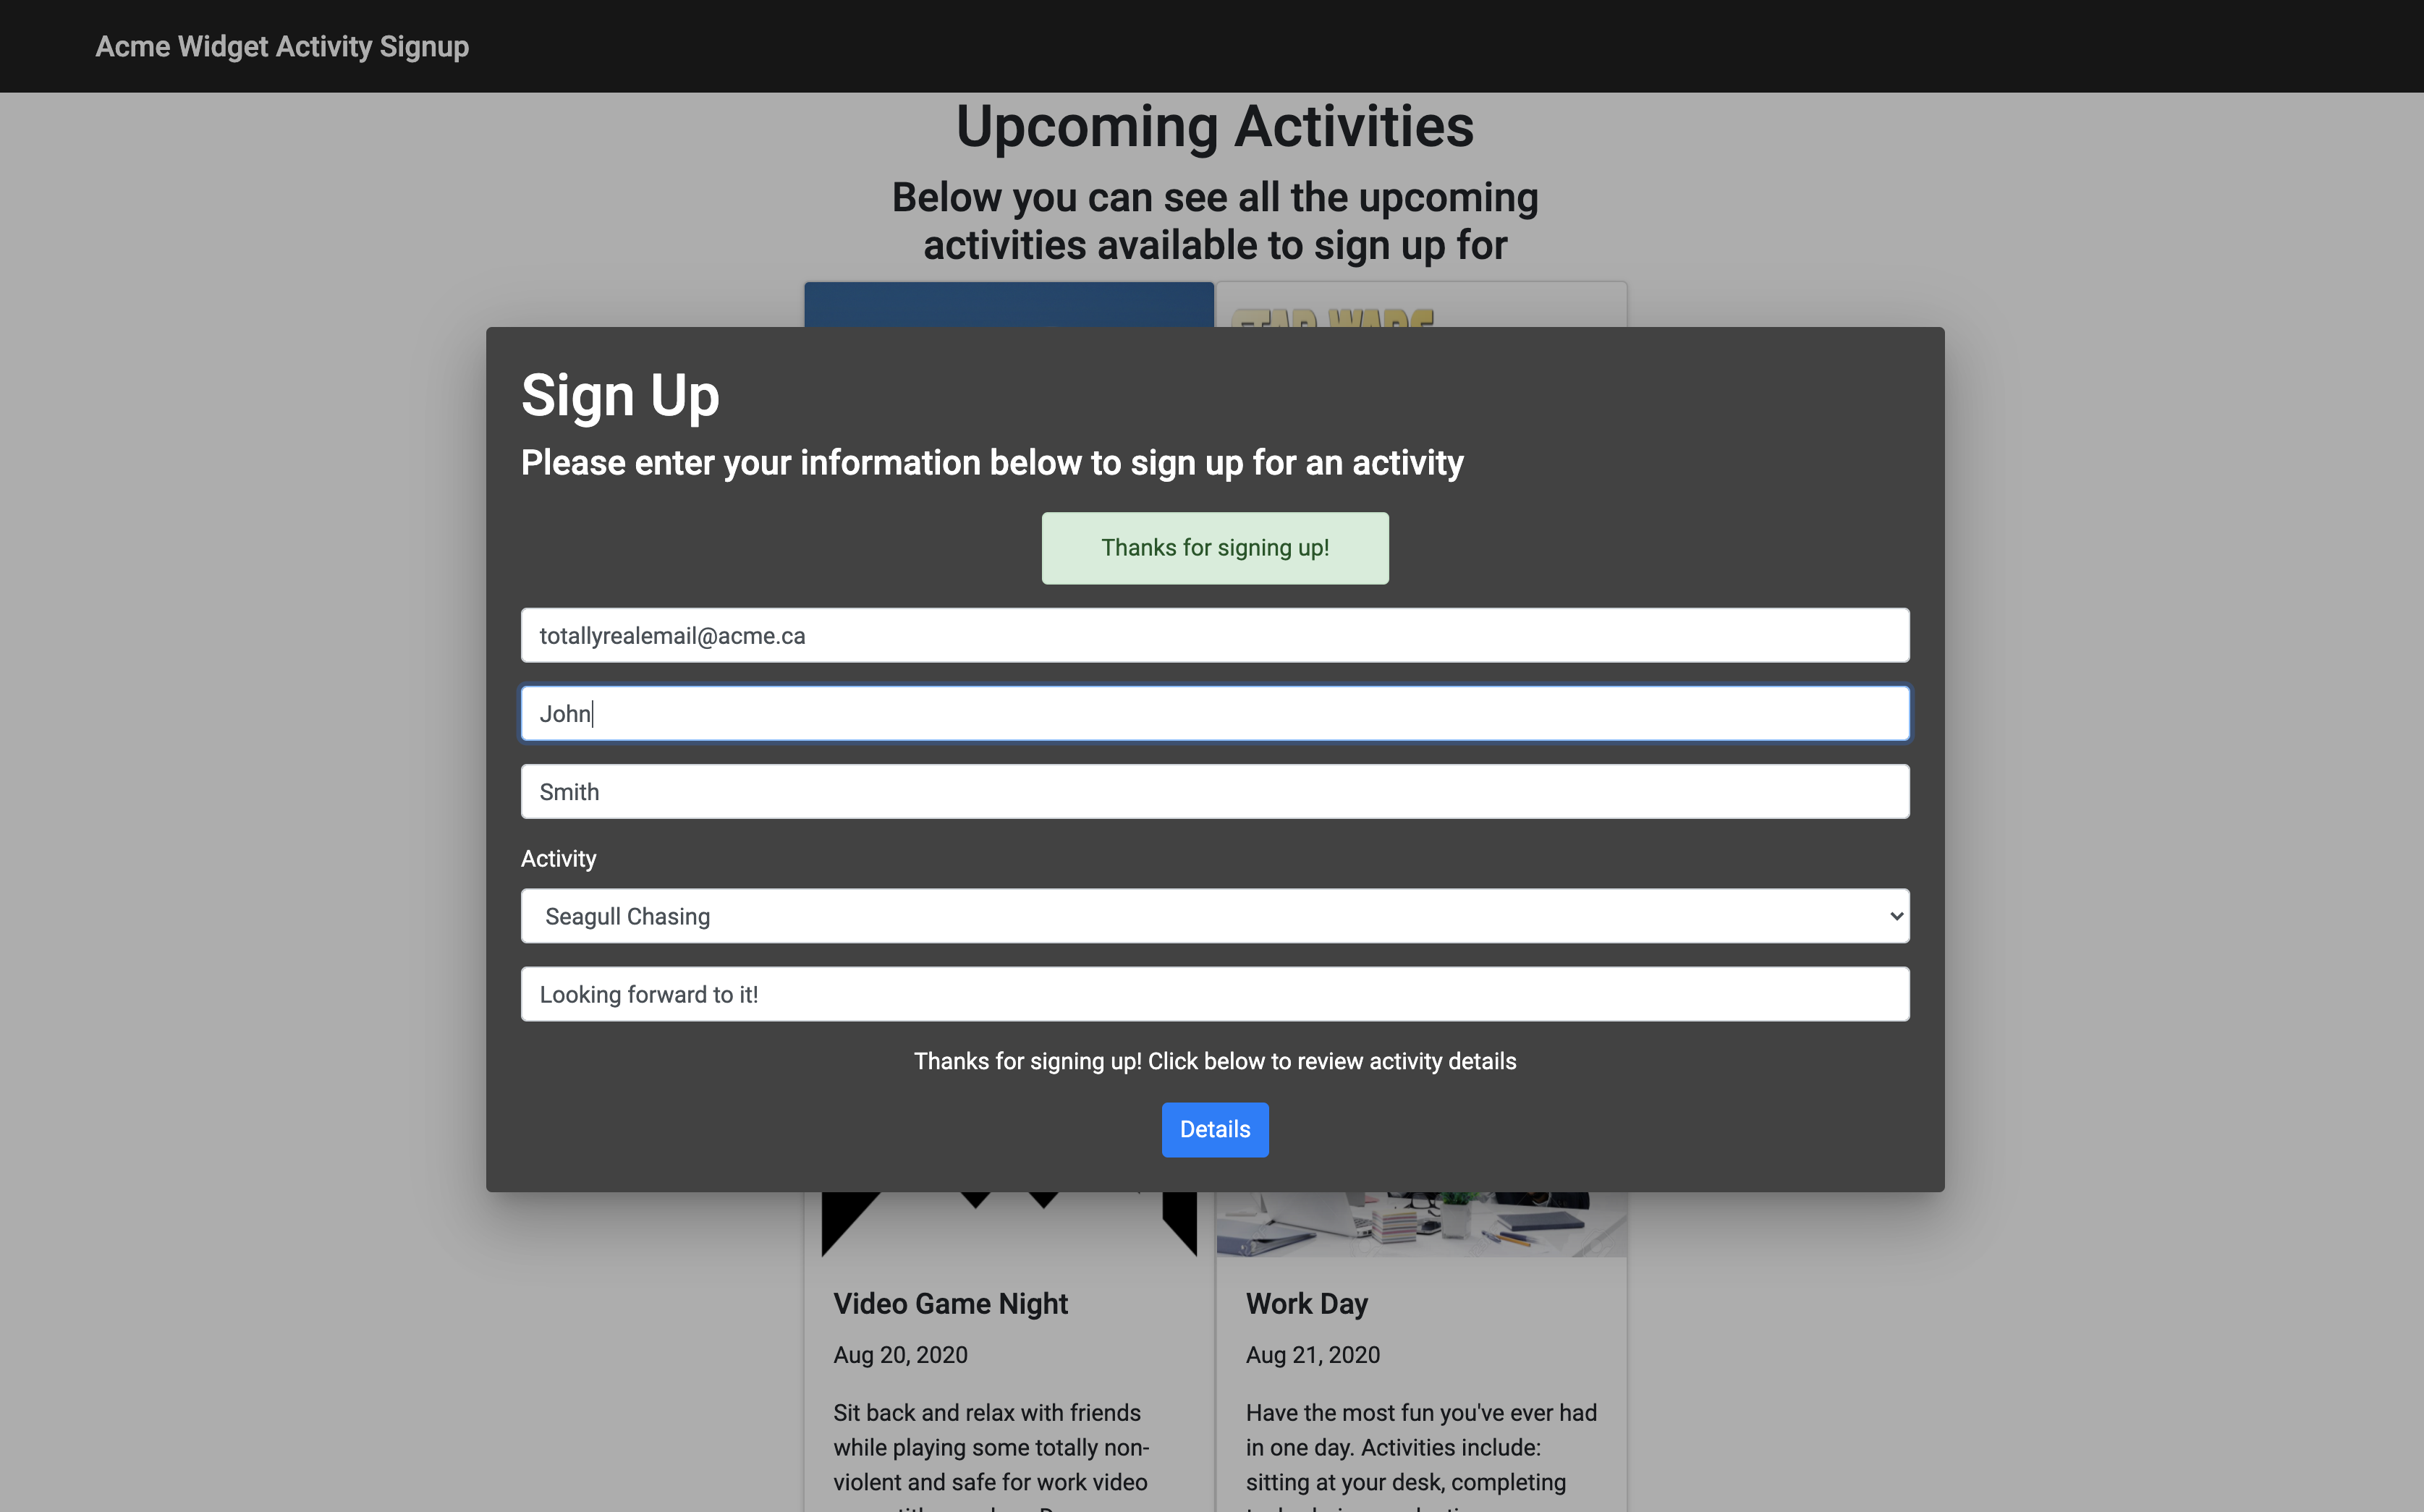 Acme Widget Activity Signup
Upcoming Activities
Below you can see all the upcoming
activities available to sign up for
STAR WARS
Sign Up
Please enter your information below to sign up for an activity
Thanks for signing up!
totallyrealemail@acme.ca
John
Smith
Activity
Seagull Chasing
Looking forward to it!
Thanks for signing up! Click below to review activity details
Details
Video Game Night
Aug 20, 2020
Sit back and relax with friends
while playing some totally non-
violent and safe for work video
Work Day
Aug 21, 2020
Have the most fun you've ever had
in one day. Activities include:
sitting at your desk, completing